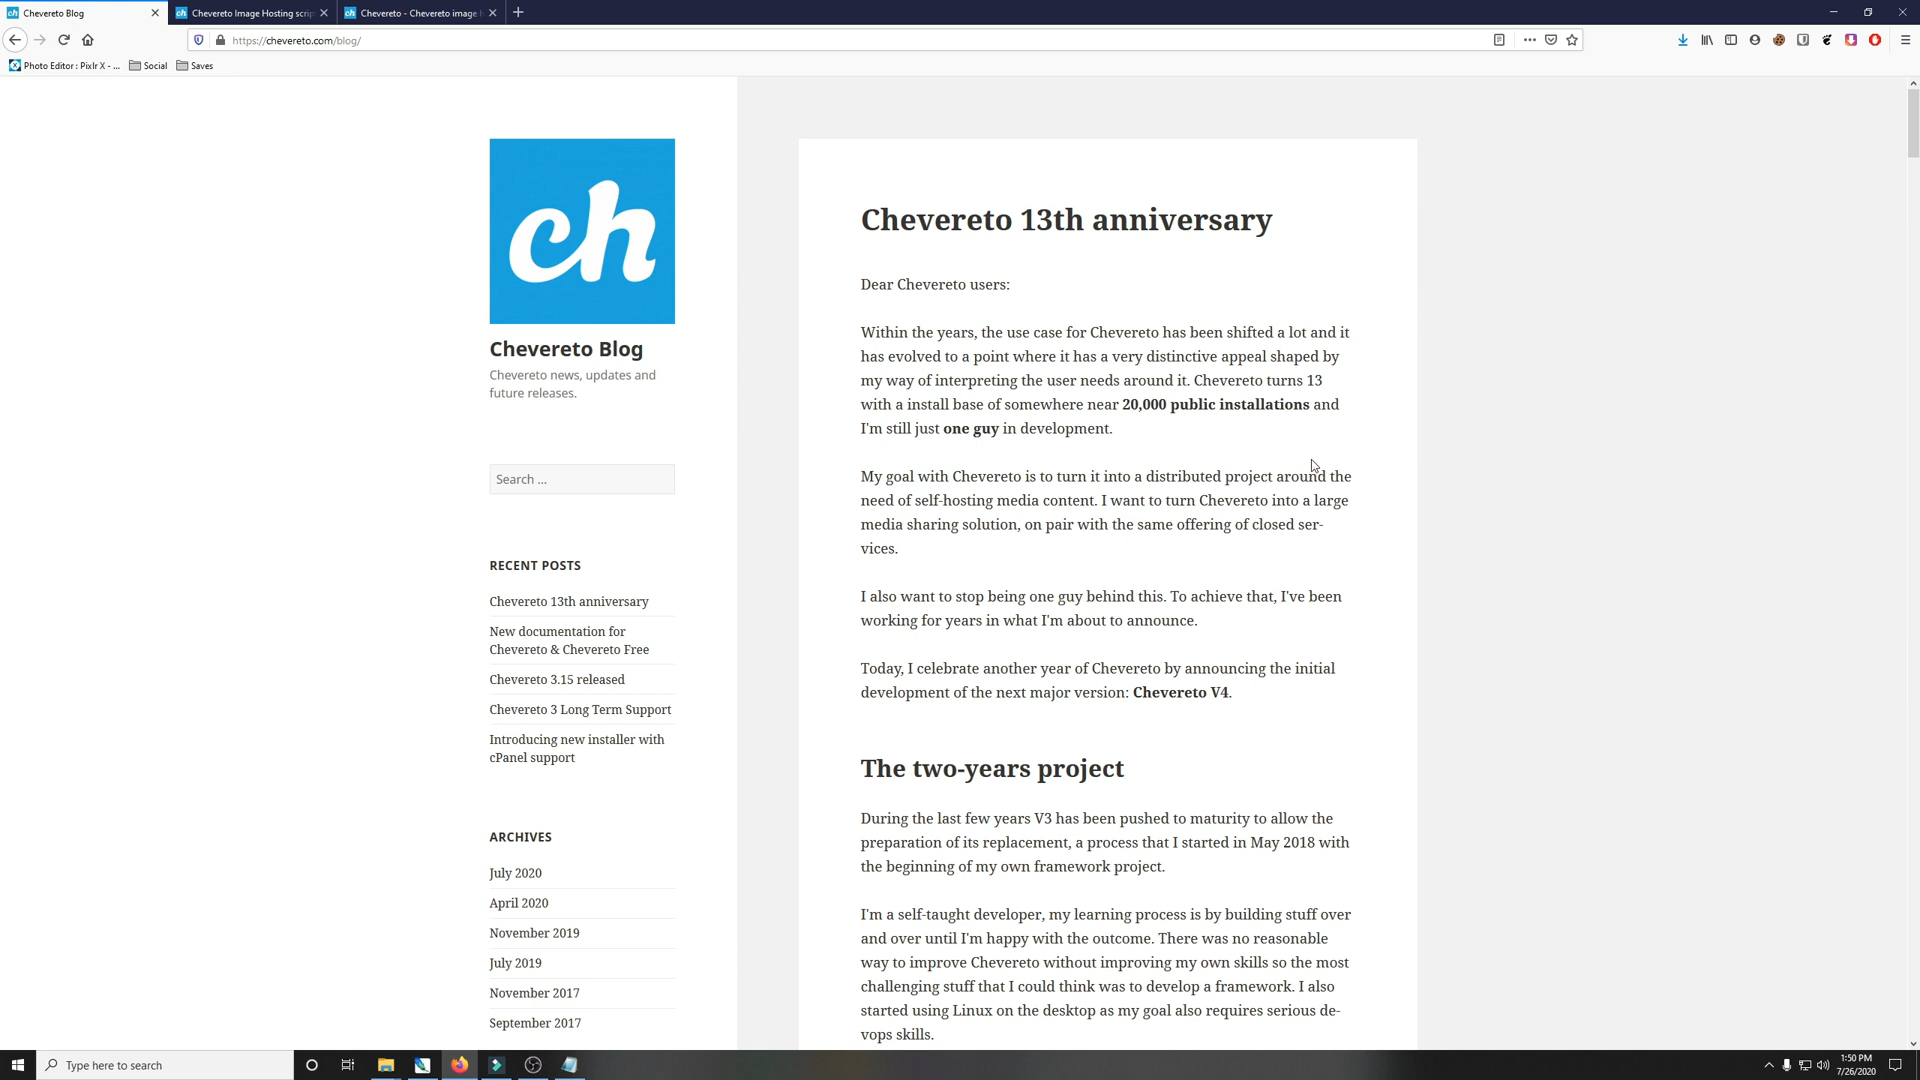 Chevereto Blog
Chevereto Image Hosting scrip
Chevereto - Chevereto image h
https://chevereto.com/blog/
Photo Editor : Pixlr X - ...
Social
Saves
ch
Chevereto Blog
Chevereto news, updates and
future releases.
Search ...
RECENT POSTS
Chevereto 13th anniversary
New documentation for
Chevereto & Chevereto Free
Chevereto 3.15 released
Chevereto 3 Long Term Support
Introducing new installer with
cPanel support
ARCHIVES
July 2020
April 2020
November 2019
July 2019
November 2017
September 2017
Chevereto 13th anniversary
Dear Chevereto users:
Within the years, the use case for Chevereto has been shifted a lot and it
has evolved to a point where it has a very distinctive appeal shaped by
my way of interpreting the user needs around it. Chevereto turns 13
with a install base of somewhere near 20,000 public installations and
I'm still just one guy in development.
My goal with Chevereto is to turn it into a distributed project around the
need of self-hosting media content. I want to turn Chevereto into a large
media sharing solution, on pair with the same offering of closed ser-
vices.
I also want to stop being one guy behind this. To achieve that, I've been
working for years in what I'm about to announce.
Today, I celebrate another year of Chevereto by announcing the initial
development of the next major version: Chevereto V4.
The two-years project
During the last few years V3 has been pushed to maturity to allow the
preparation of its replacement, a process that I started in May 2018 with
the beginning of my own framework project.
I'm a self-taught developer, my learning process is by building stuff over
and over until I'm happy with the outcome. There was no reasonable
way to improve Chevereto without improving my own skills so the most
challenging stuff that I could think was to develop a framework. I also
started using Linux on the desktop as my goal also requires serious de-
vops skills.
Type here to search
1:50 PM
7/26/2020